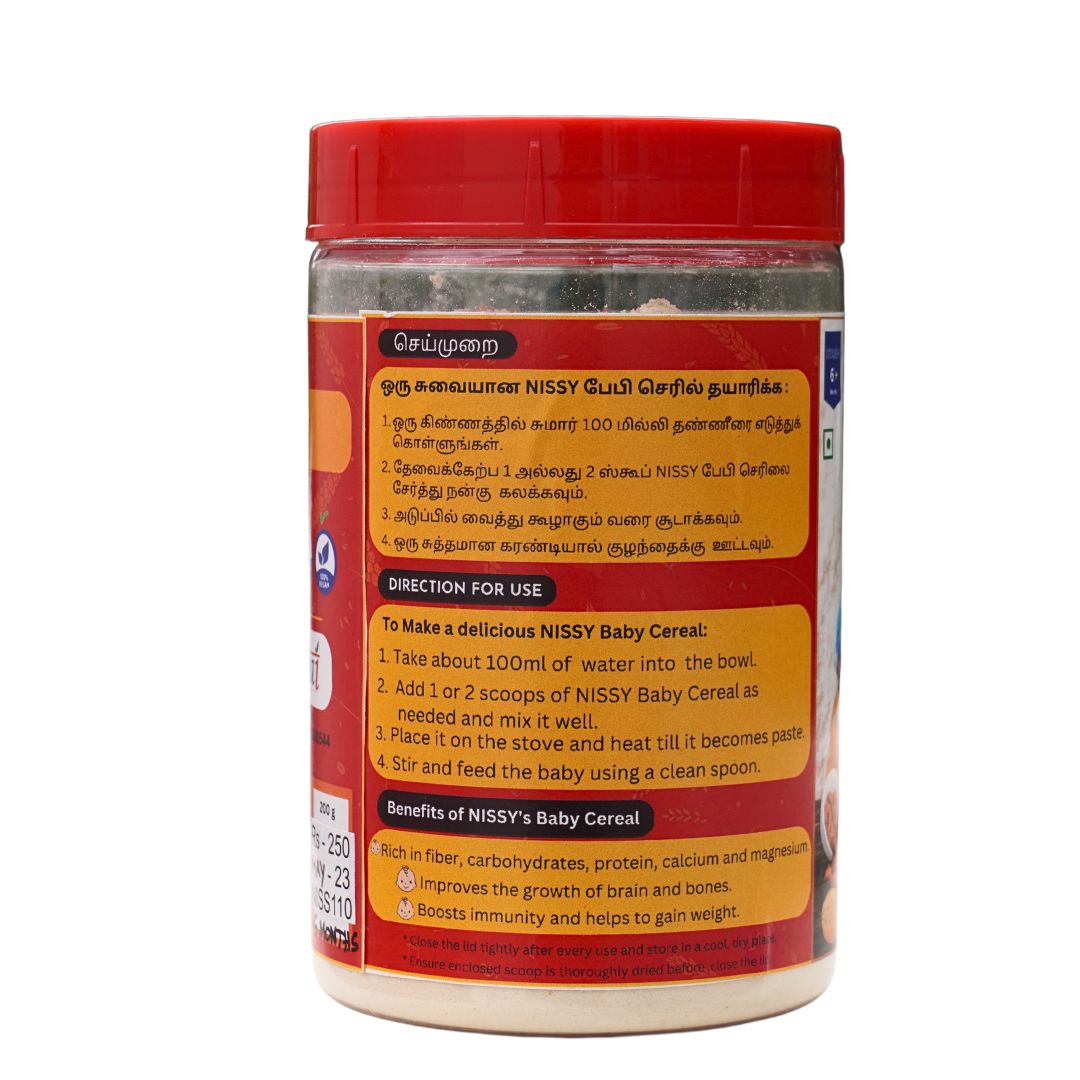 செய்முறை
ஒரு சுவையான NISSY பேபி செரில் தயாரிக்க :
1. ஒரு கிண்ணத்தில் சுமார் 100 மில்லி தண்ணீரை எடுத்துக்
கொள்ளுங்கள்.
2. தேவைக்கேற்ப 1 அல்லது 2 ஸ்கூப் NISSY பேபி செரிலை
சேர்த்து நன்கு கலக்கவும்.
3. அடுப்பில் வைத்து கூழாகும் வரை சூடாக்கவும்.
4. ஒரு சுத்தமான கரண்டியால் குழந்தைக்கு ஊட்டவும்.
DIRECTION FOR USE
To Make a delicious NISSY Baby Cereal:
1. Take about 100ml of water into the bowl.
2. Add 1 or 2 scoops of NISSY Baby Cereal as
needed and mix it well.
3. Place it on the stove and heat till it becomes paste.
4. Stir and feed the baby using a clean spoon.
Benefits of NISSY's Baby Cereal
Rich in fiber, carbohydrates, protein, calcium and magnesium.
Improves the growth of brain and bones.
Boosts immunity and helps to gain weight.
* Close the lid tightly after every use and store in a cool, dry place.
* Ensure enclosed scoop is thoroughly dried before close the lid
100%
VEGAN
200 g
RS - 250
- 23
SS110
MONTHS
6+